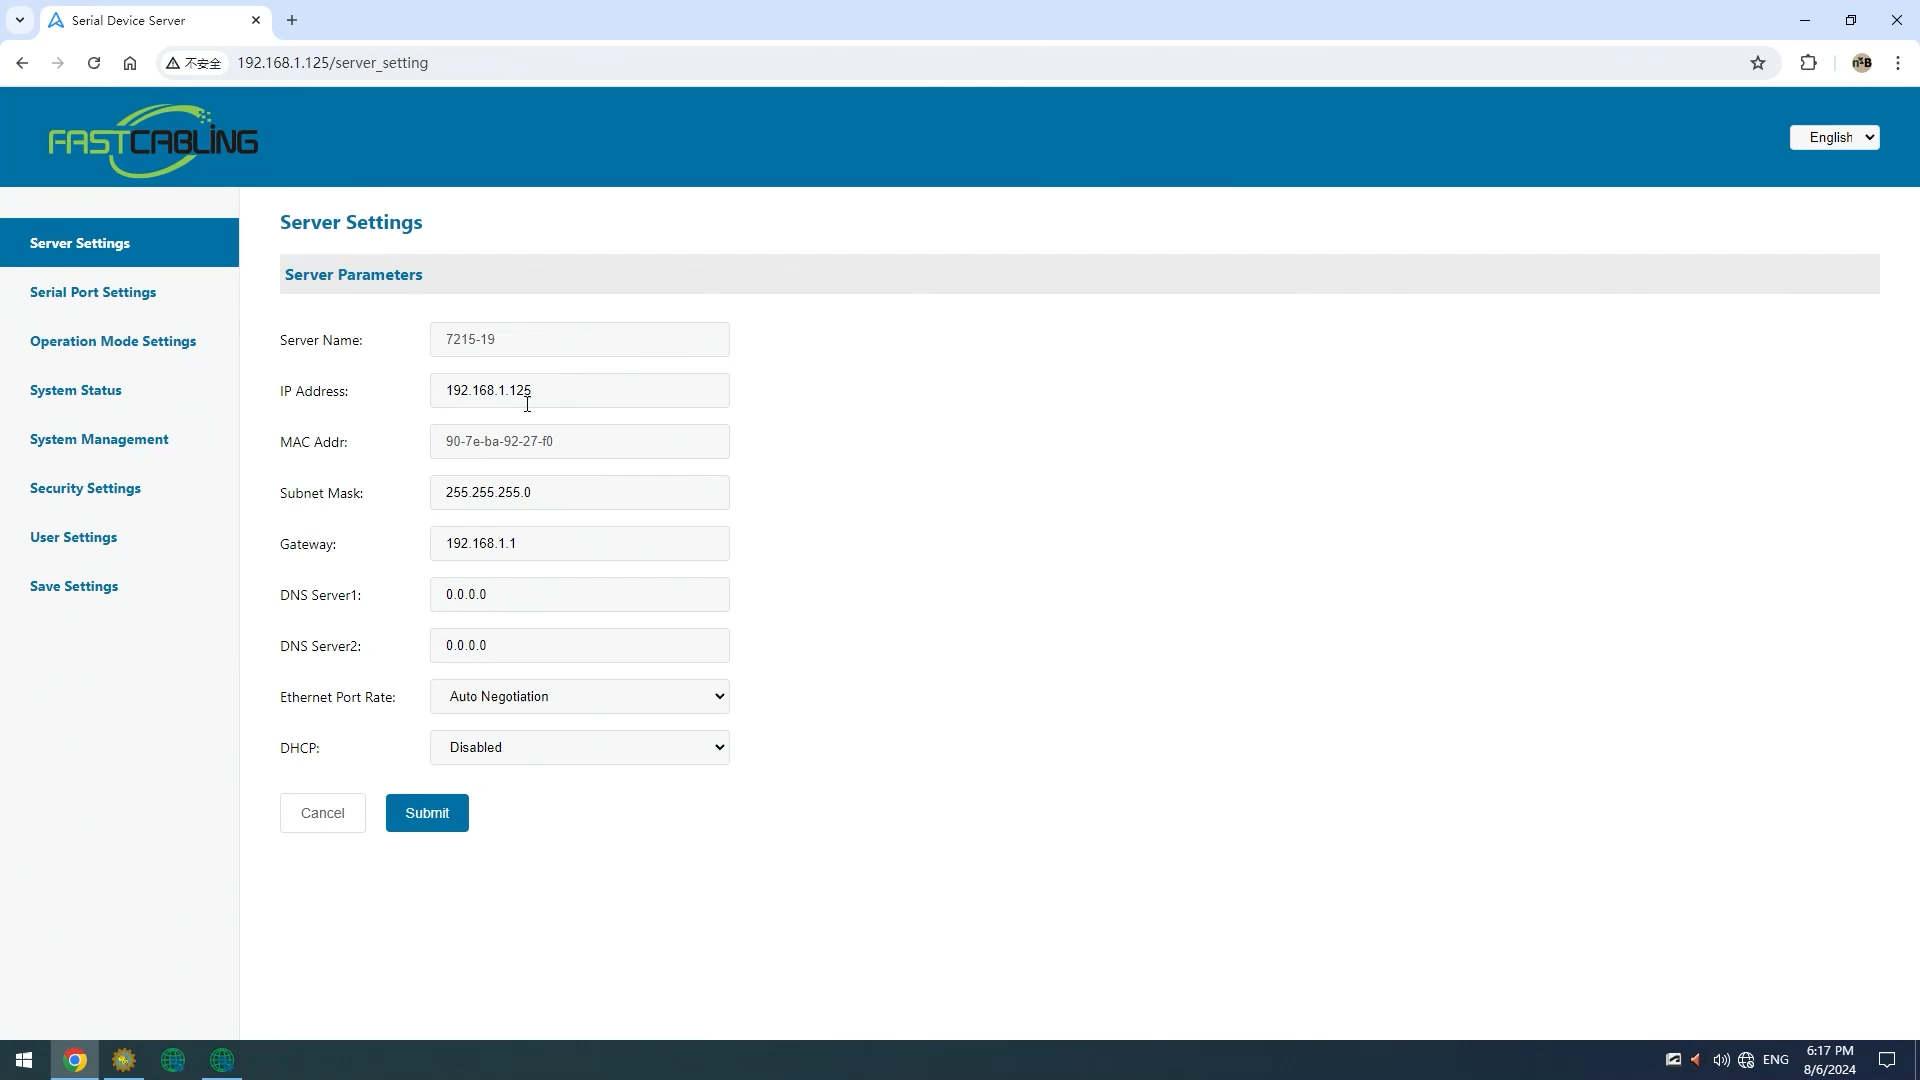 Serial Device Server
不安全
192.168.1.125/server_setting
n*B
FASTCABLING
English
Server Settings
Serial Port Settings
Operation Mode Settings
System Status
System Management
Security Settings
User Settings
Save Settings
Server Settings
Server Parameters
Server Name: 7215-19
IP Address: 192.168.1.125
MAC Addr: 90-7e-ba-92-27-f0
Subnet Mask: 255.255.255.0
Gateway: 192.168.1.1
DNS Server1: 0.0.0.0
DNS Server2: 0.0.0.0
Ethernet Port Rate: Auto Negotiation
DHCP: Disabled
Cancel Submit
ENG
6:17 PM
8/6/2024